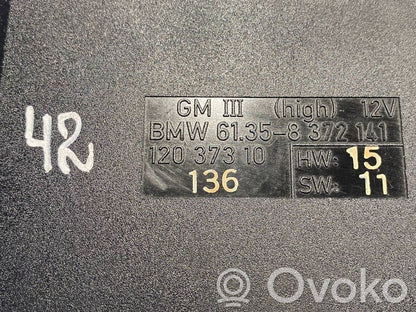 42
GM III (high) 12V
BMW 61.35-8 372 141
120 373 10 HW: 15
136 SW: 11
Ovoko